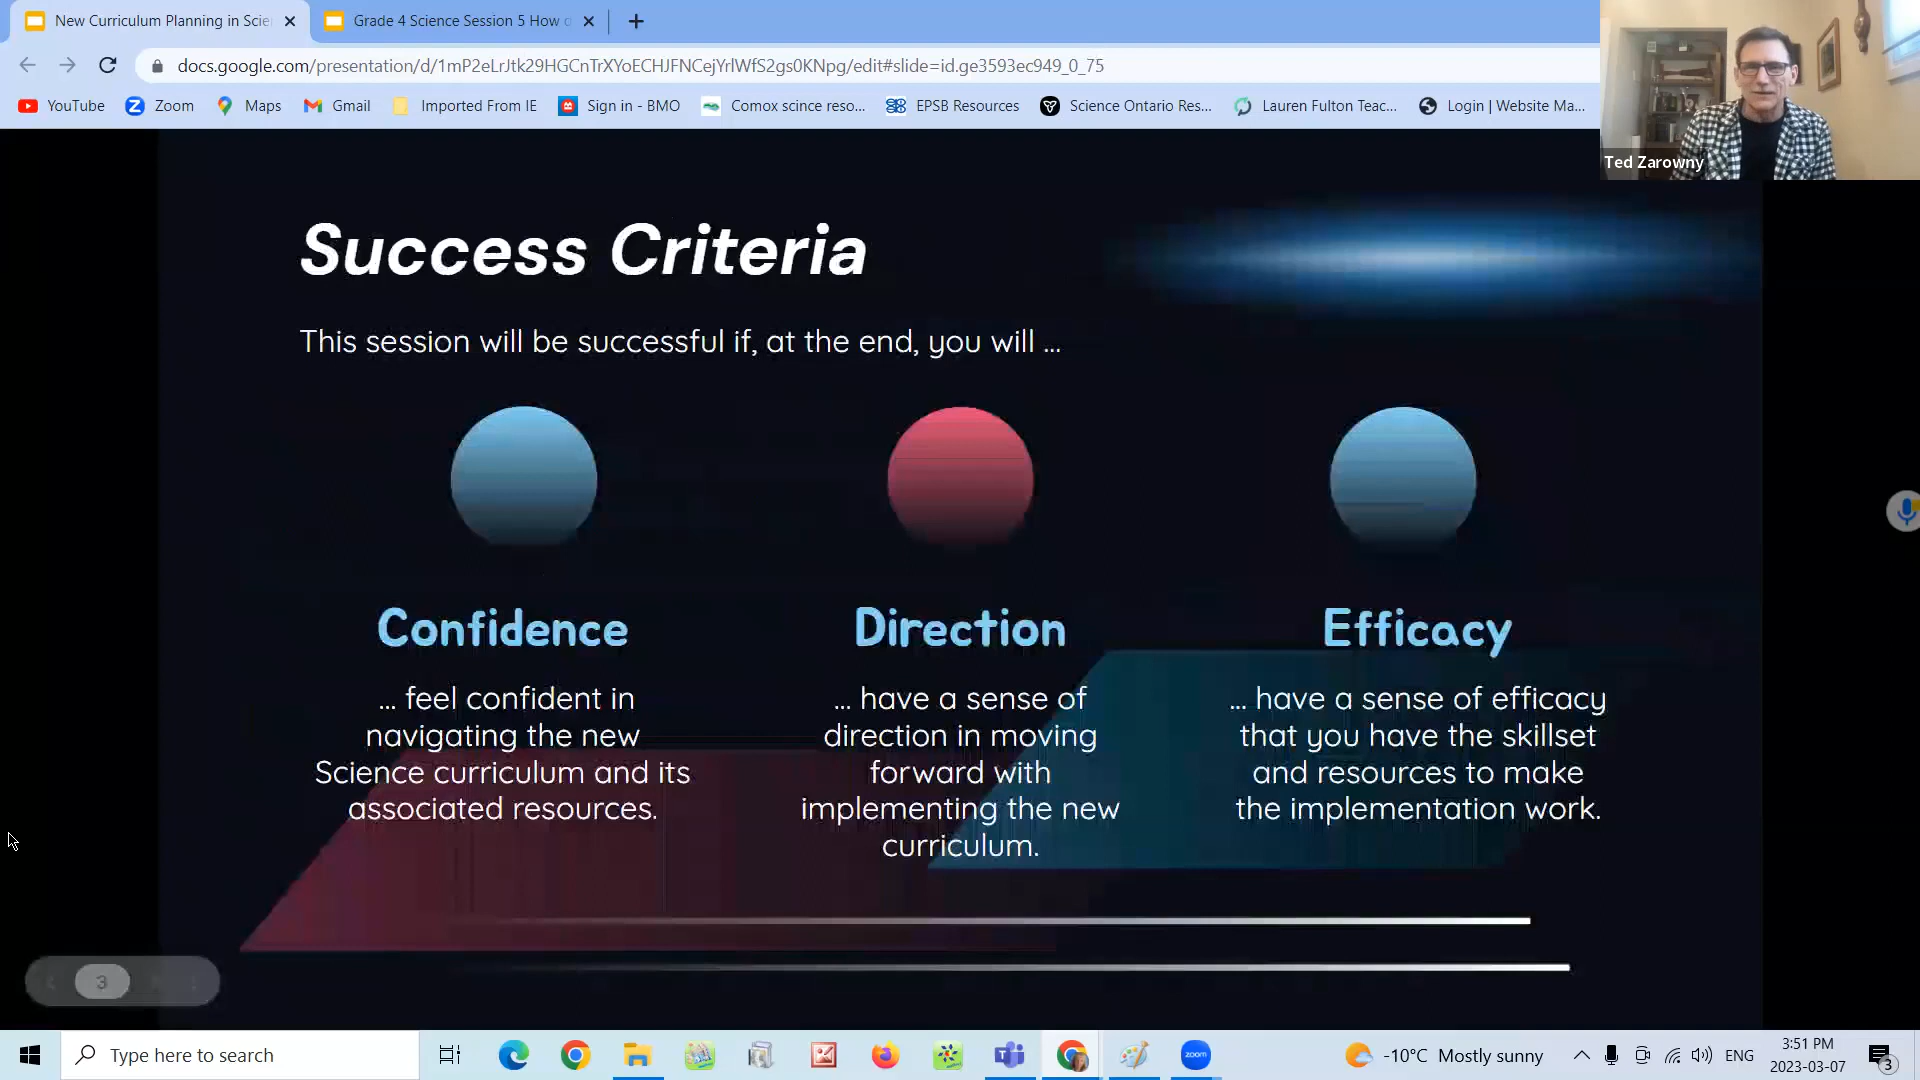 New Curriculum Planning in Scie
Grade 4 Science Session 5 How d
docs.google.com/presentation/d/1mP2eLrJtk29HGCnTrXYoECHJFNCejYrlWfS2gs0KNpg/edit#slide=id.ge3593ec949_0_75
YouTube
Zoom
Maps
Gmail
Imported From IE
Sign in - BMO
Comox scince reso...
EPSB Resources
Science Ontario Res...
Lauren Fulton Teac...
Login | Website Ma...
Ted Zarowny
Success Criteria
This session will be successful if, at the end, you will ...
Confidence
... feel confident in
navigating the new
Science curriculum and its
associated resources.
Direction
... have a sense of
direction in moving
forward with
implementing the new
curriculum.
Efficacy
... have a sense of efficacy
that you have the skillset
and resources to make
the implementation work.
3
Type here to search
zoom
-10°C Mostly sunny
ENG
3:51 PM
2023-03-07
3